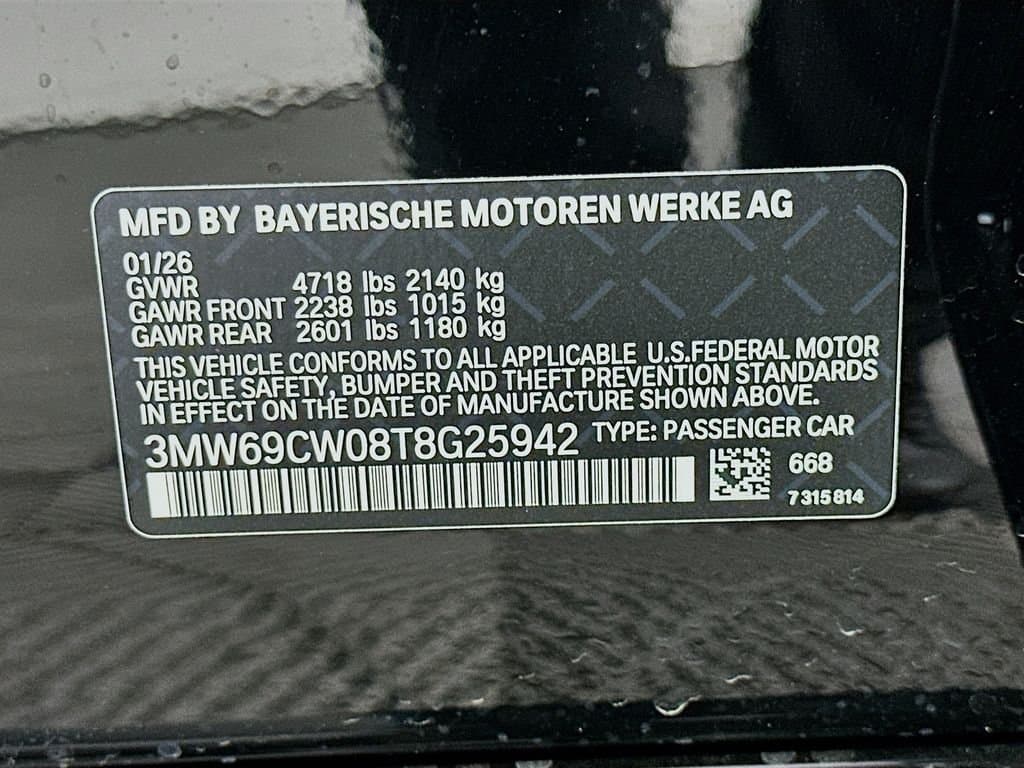 MFD BY BAYERISCHE MOTOREN WERKE AG
01/26
GVWR 4718 lbs 2140 kg
GAWR FRONT 2238 lbs 1015 kg
GAWR REAR 2601 lbs 1180 kg
THIS VEHICLE CONFORMS TO ALL APPLICABLE U.S.FEDERAL MOTOR
VEHICLE SAFETY, BUMPER AND THEFT PREVENTION STANDARDS
IN EFFECT ON THE DATE OF MANUFACTURE SHOWN ABOVE.
3MW69CW08T8G25942 TYPE: PASSENGER CAR
668
7315814